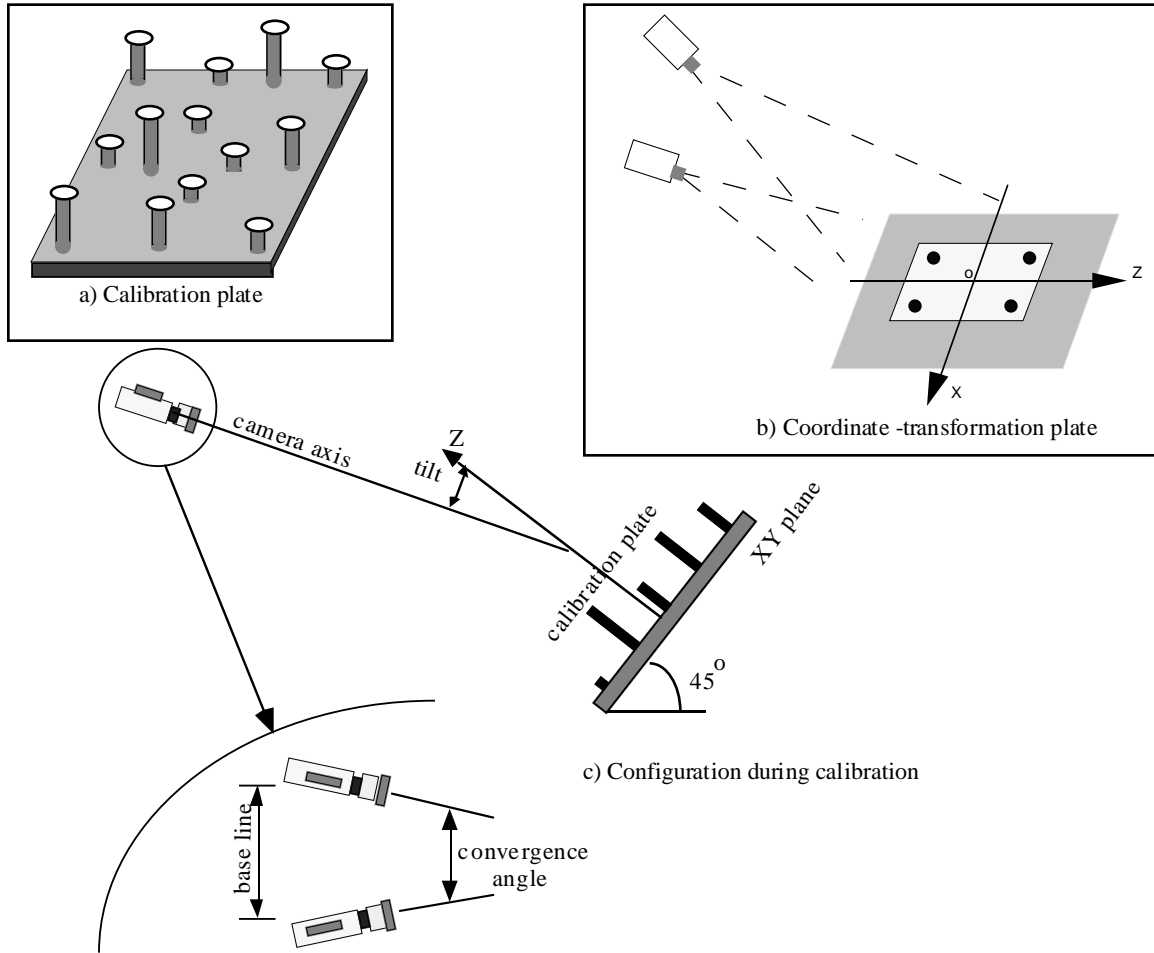 a) Calibration plate
o
Z
X
b) Coordinate -transformation plate
camera axis
Z
tilt
calibration plate
XY plane
45o
c) Configuration during calibration
base line
convergence
angle